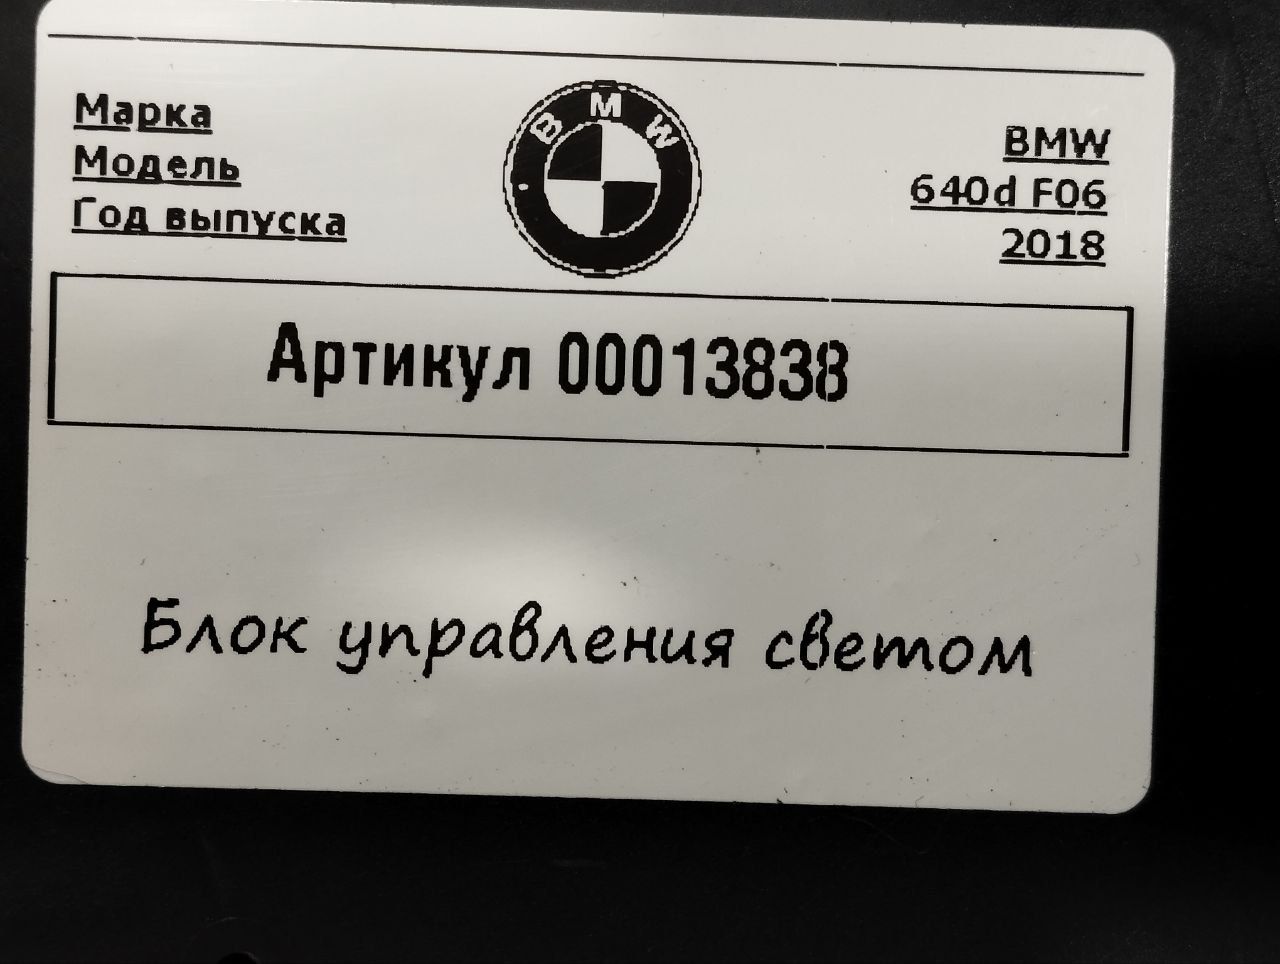 Марка
Модель
Год выпуска
BMW
BMW
640d F06
2018
Артикул 00013838
Блок управления светом